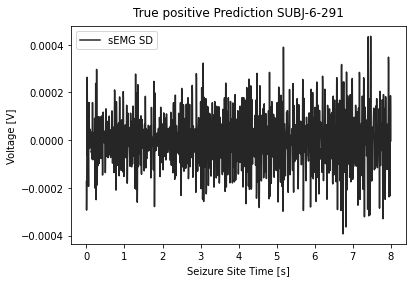 True positive Prediction SUBJ-6-291
sEMG SD
Voltage [V]
0.0004
0.0002
0.0000
−0.0002
−0.0004
0 1 2 3 4 5 6 7 8
Seizure Site Time [s]